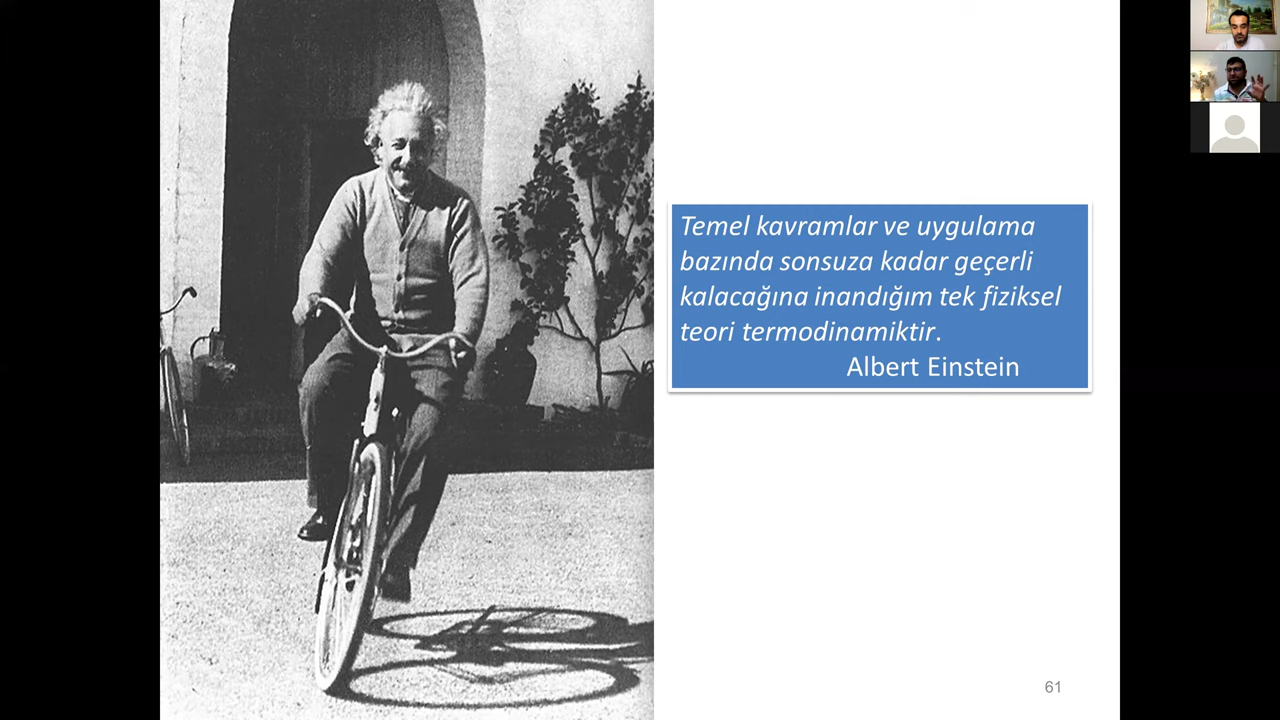 Temel kavramlar ve uygulama
bazında sonsuza kadar geçerli
kalacağına inandığım tek fiziksel
teori termodinamiktir.
Albert Einstein
61